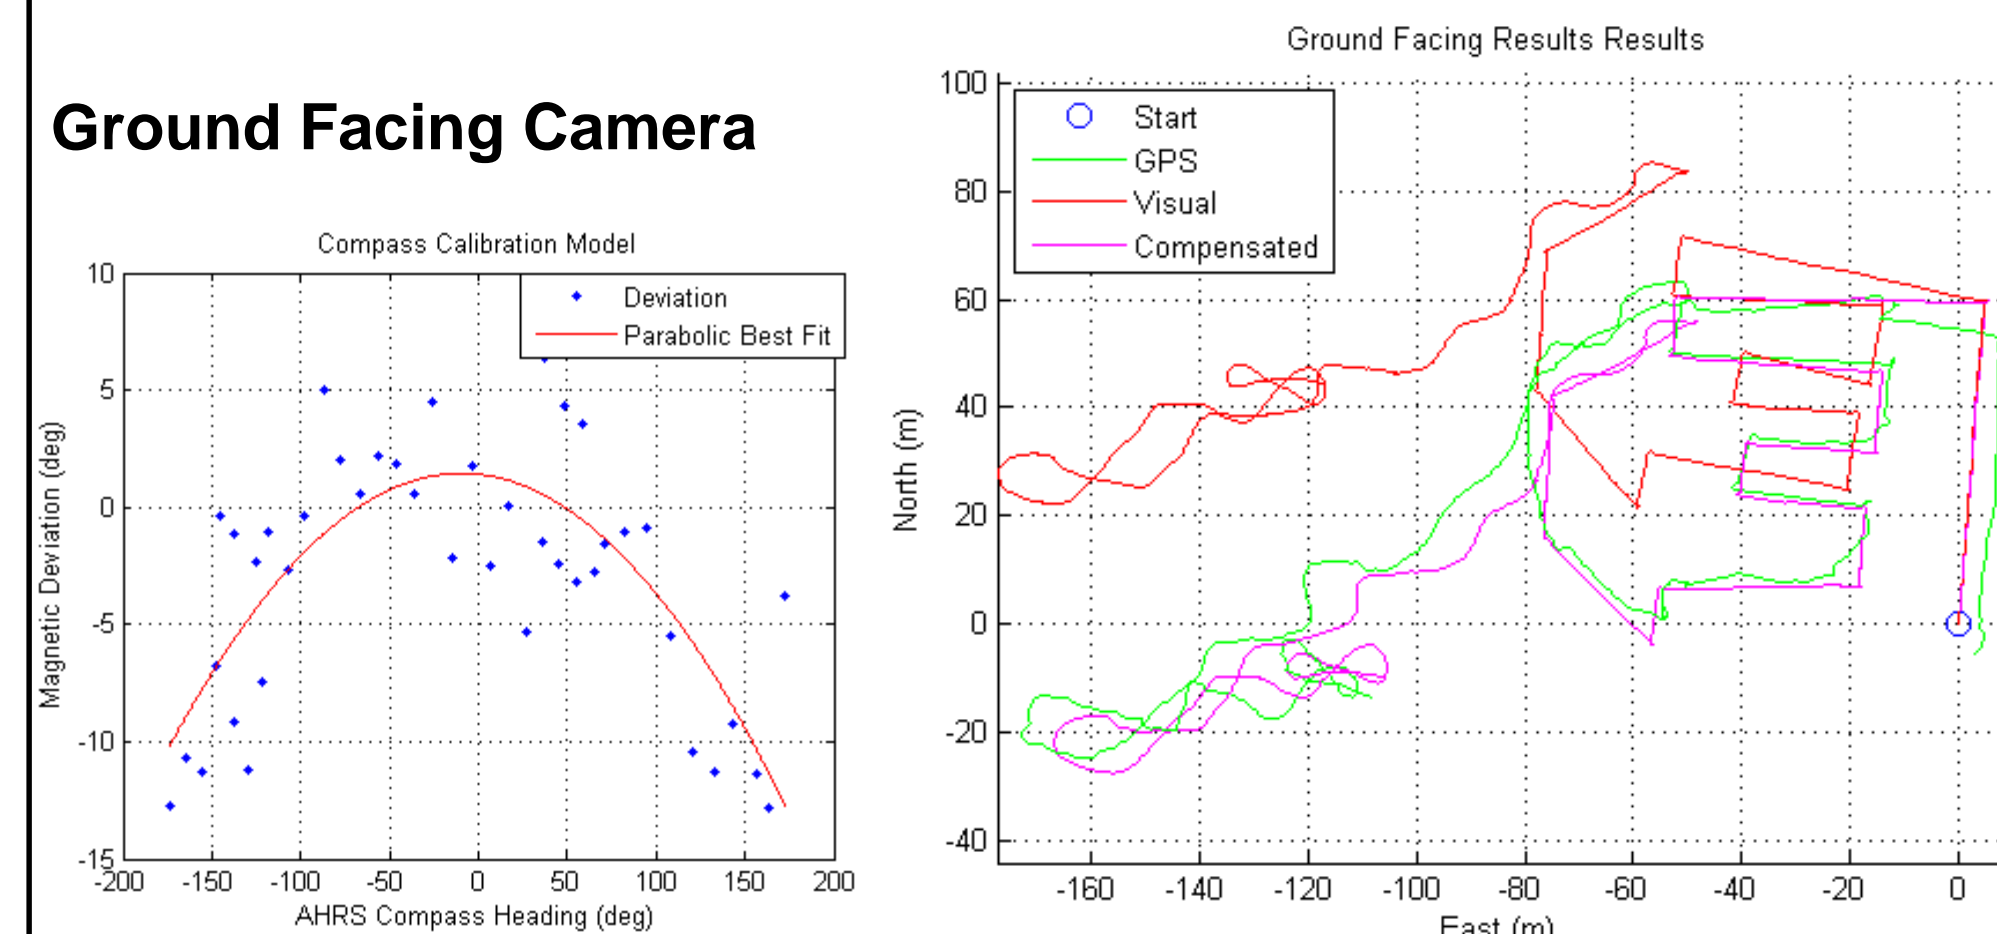 Ground Facing Camera
Compass Calibration Model
Deviation
Parabolic Best Fit
Magnetic Deviation (deg)
10
5
0
-5
-10
-15
-200 -150 -100 -50 0 50 100 150 200
AHRS Compass Heading (deg)
Ground Facing Results Results
Start
GPS
Visual
Compensated
North (m)
100
80
60
40
20
0
-20
-40
-160 -140 -120 -100 -80 -60 -40 -20 0
East (m)